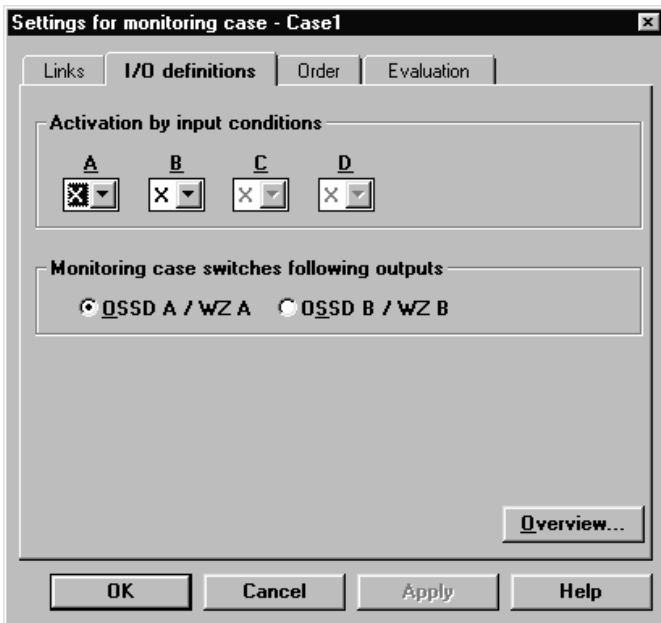 Settings for monitoring case - Case1
Links I/O definitions Order Evaluation
Activation by input conditions
A B C D
X X X X
Monitoring case switches following outputs
OSSD A / WZ A OSSD B / WZ B
Overview...
OK Cancel Apply Help